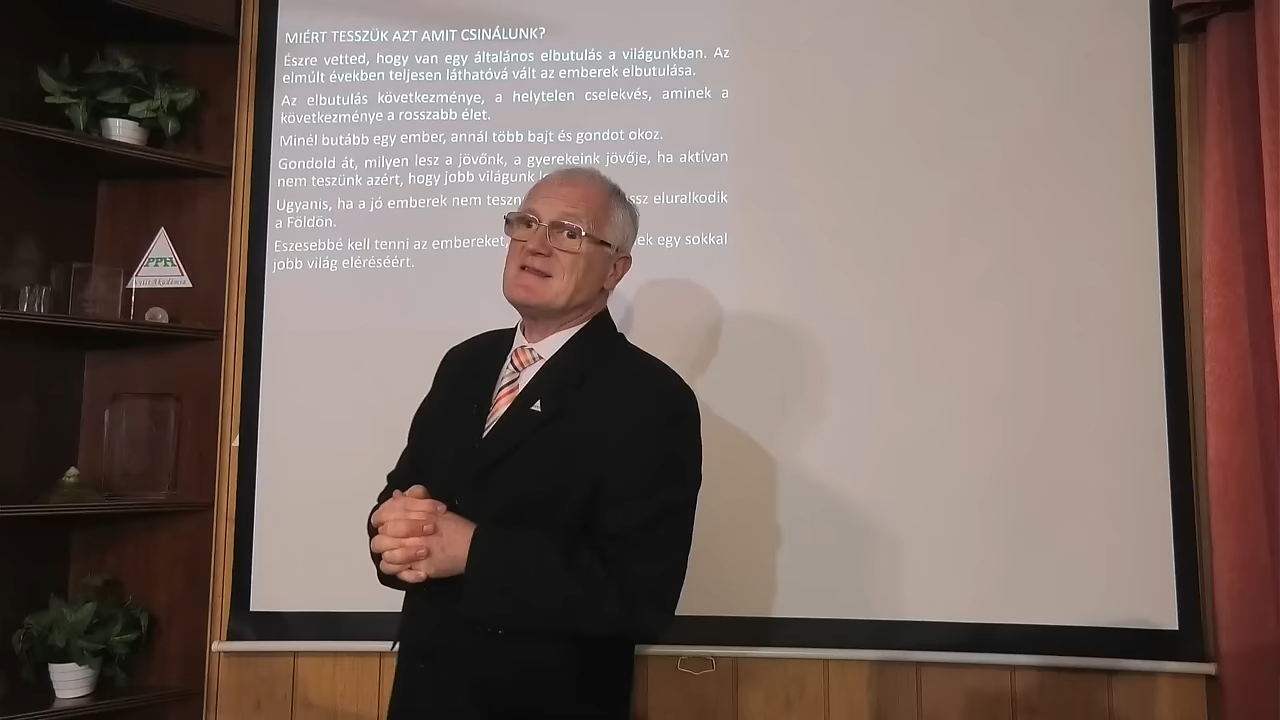 MIÉRT TESSZÜK AZT AMIT CSINÁLUNK?
Észre vetted, hogy van egy általános elbutulás a világunkban. Az
elmúlt években teljesen láthatóvá vált az emberek elbutulása.
Az elbutulás következménye, a helytelen cselekvés, aminek a
következménye a rosszabb élet.
Minél butább egy ember, annál több bajt és gondot okoz.
Gondold át, milyen lesz a jövőnk, a gyerekeink jövője, ha aktívan
nem teszünk azért, hogy jobb világunk
Ugyanis, ha a jó emberek nem eluralkodik
a Földön.
Eszesebbé kell tenni az embereket, egy sokkal
jobb világ eléréséért.
PPH
Nyílt Akadémia